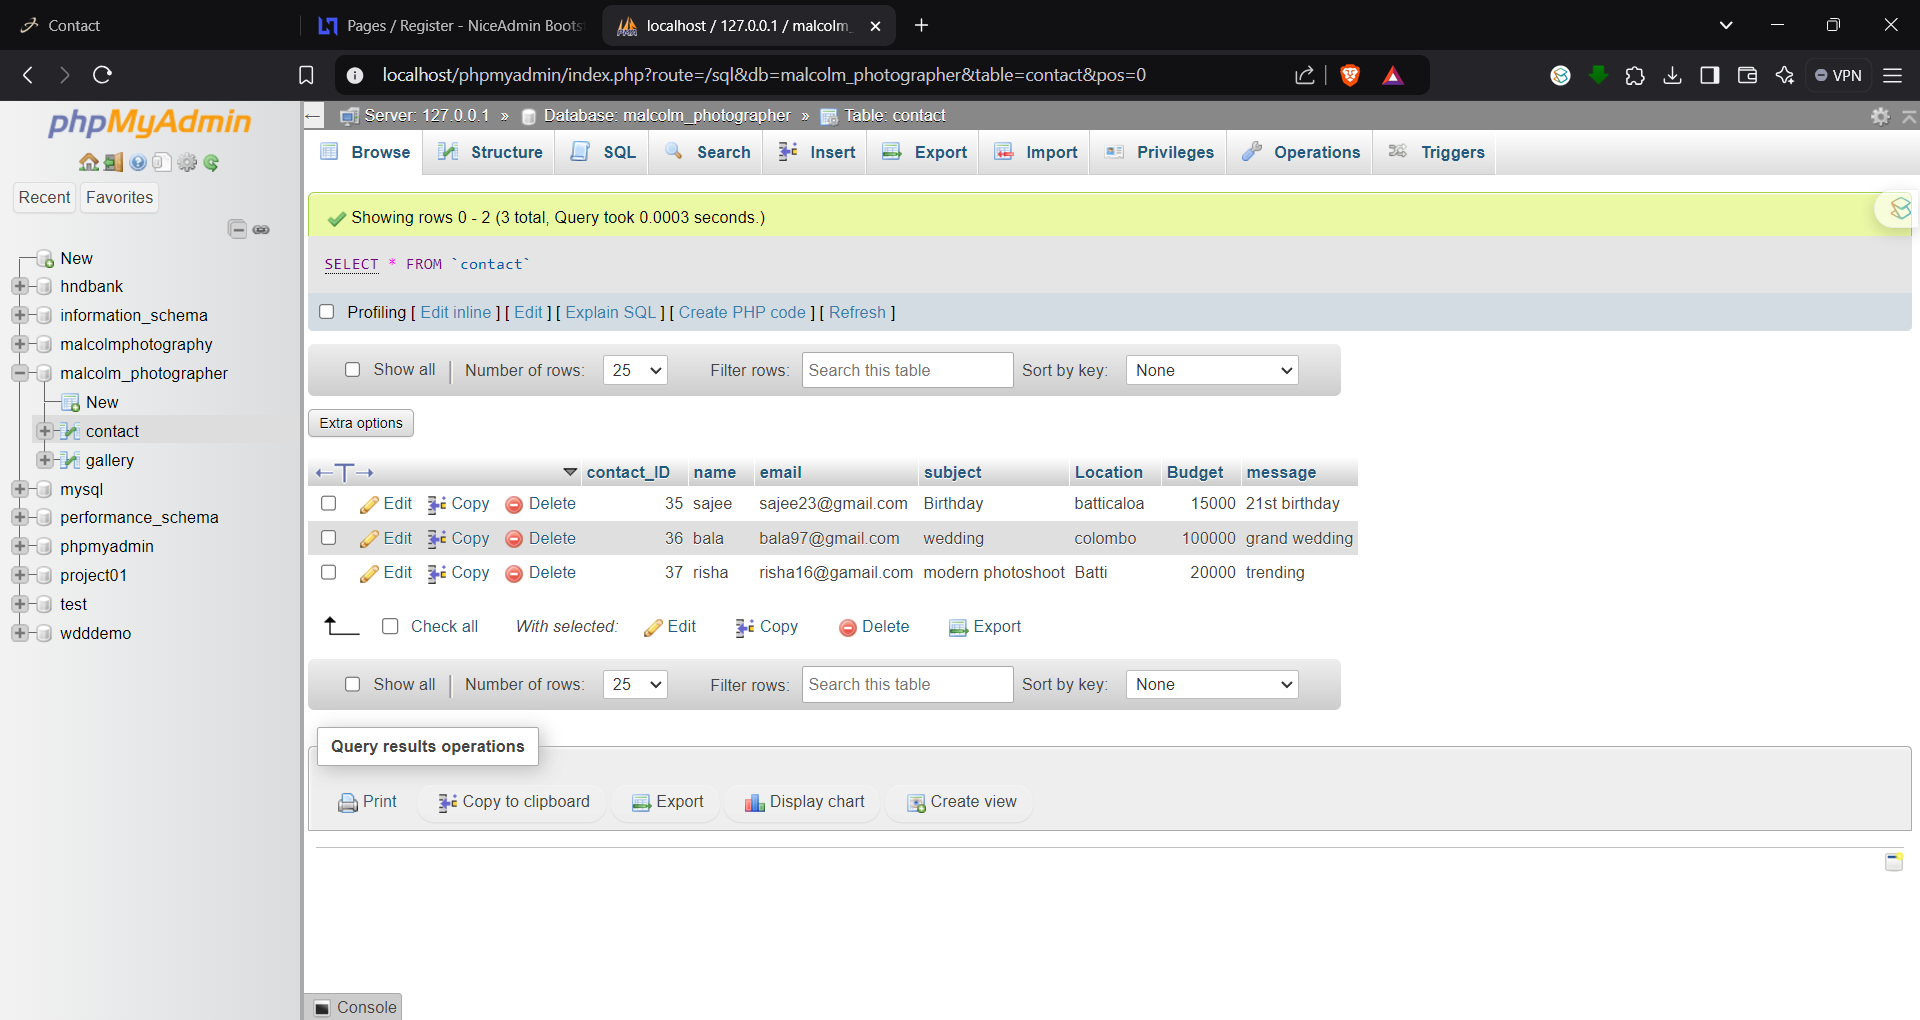 Contact
Pages / Register - NiceAdmin Boots
localhost / 127.0.0.1 / malcolm_
localhost/phpmyadmin/index.php?route=/sql&db=malcolm_photographer&table=contact&pos=0
VPN
phpMyAdmin
Recent Favorites
New
hndbank
information_schema
malcolmphotography
malcolm_photographer
New
contact
gallery
mysql
performance_schema
phpmyadmin
project01
test
wdddemo
Server: 127.0.0.1 » Database: malcolm_photographer » Table: contact
Browse Structure SQL Search Insert Export Import Privileges Operations Triggers
Showing rows 0 - 2 (3 total, Query took 0.0003 seconds.)
SELECT * FROM `contact`
Profiling [ Edit inline ] [ Edit ] [ Explain SQL ] [ Create PHP code ] [ Refresh ]
Show all | Number of rows: 25 Filter rows: Search this table Sort by key: None
Extra options
←T→ contact_ID name email subject Location Budget message
Edit Copy Delete 35 sajee sajee23@gmail.com Birthday batticaloa 15000 21st birthday
Edit Copy Delete 36 bala bala97@gmail.com wedding colombo 100000 grand wedding
Edit Copy Delete 37 risha risha16@gamail.com modern photoshoot Batti 20000 trending
Check all With selected: Edit Copy Delete Export
Show all | Number of rows: 25 Filter rows: Search this table Sort by key: None
Query results operations
Print Copy to clipboard Export Display chart Create view
Console